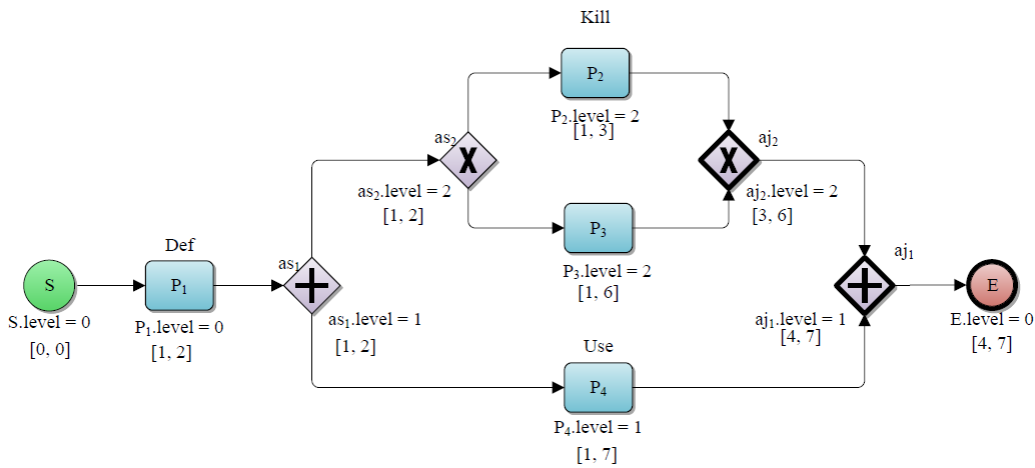 Kill
P₂
P₂.level = 2
[1, 3]
as₂
X
as₂.level = 2
[1, 2]
X
aj₂
aj₂.level = 2
[3, 6]
P₃
P₃.level = 2
[1, 6]
Def
S
S.level = 0
[0, 0]
P₁
P₁.level = 0
[1, 2]
as₁
+
as₁.level = 1
[1, 2]
+
aj₁
aj₁.level = 1
[4, 7]
E
E.level = 0
[4, 7]
Use
P₄
P₄.level = 1
[1, 7]